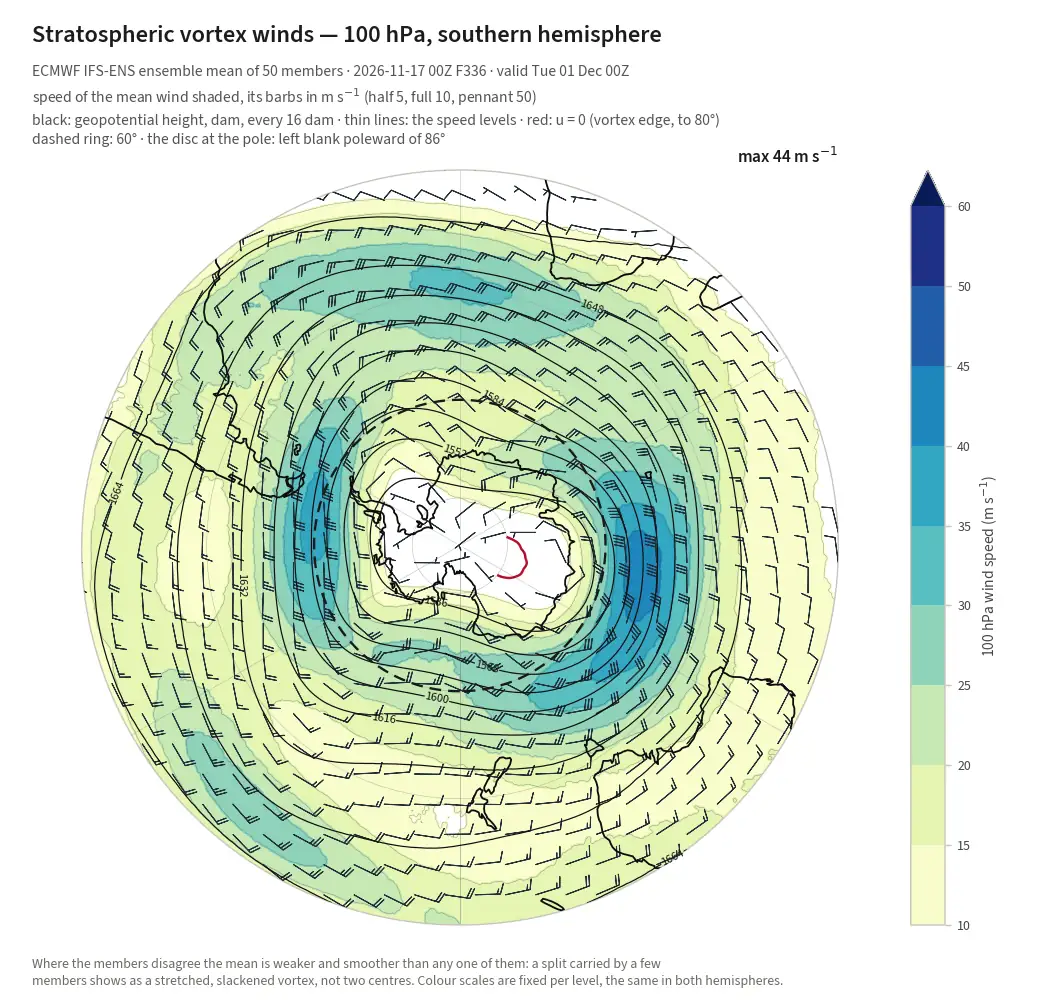 Stratospheric vortex winds — 100 hPa, southern hemisphere
ECMWF IFS-ENS ensemble mean of 50 members · 2026-11-17 00Z F336 · valid Tue 01 Dec 00Z
speed of the mean wind shaded, its barbs in m s⁻¹ (half 5, full 10, pennant 50)
black: geopotential height, dam, every 16 dam · thin lines: the speed levels · red: u = 0 (vortex edge, to 80°)
dashed ring: 60° · the disc at the pole: left blank poleward of 86°
max 44 m s⁻¹
60
50
45
40
35
30
25
20
15
10
100 hPa wind speed (m s⁻¹)
1648
1584
1552
1664
1632
1568
1600
1616
1664
Where the members disagree the mean is weaker and smoother than any one of them: a split carried by a few
members shows as a stretched, slackened vortex, not two centres. Colour scales are fixed per level, the same in both hemispheres.